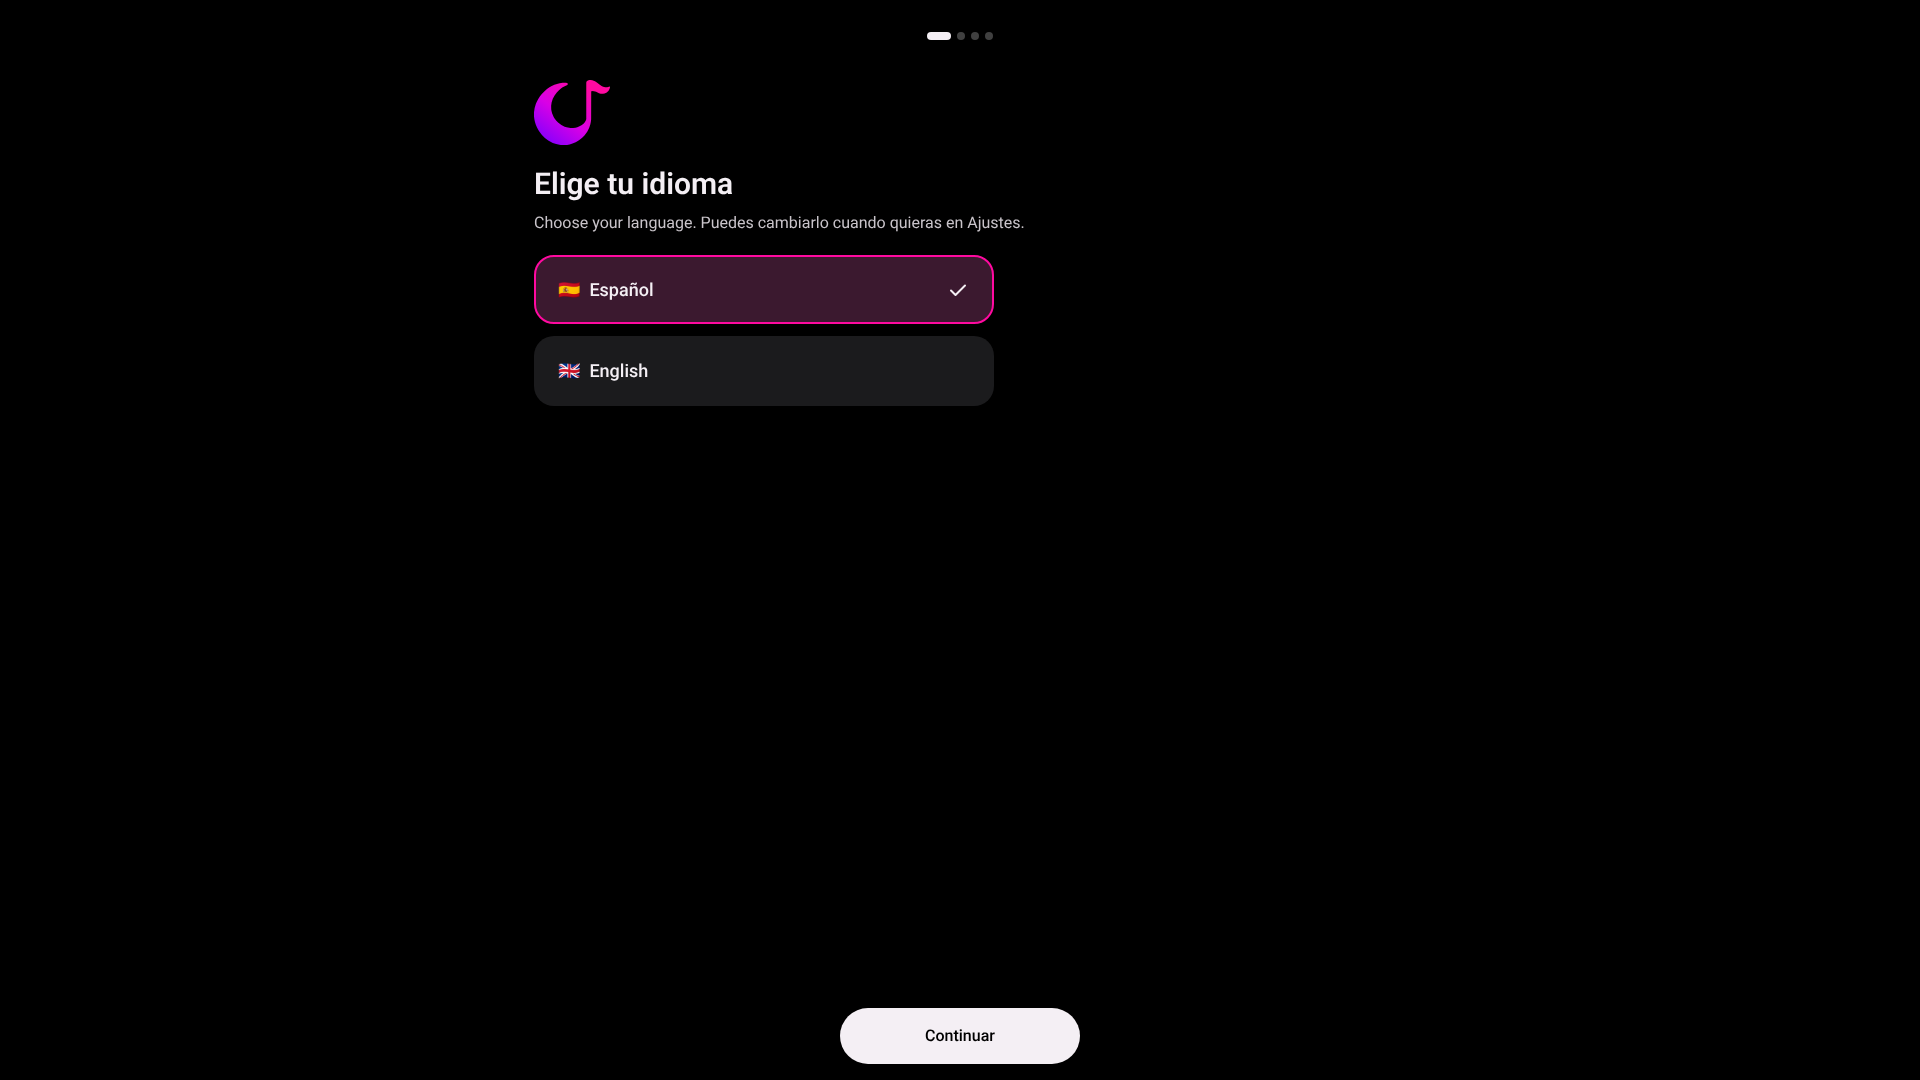 Elige tu idioma
Choose your language. Puedes cambiarlo cuando quieras en Ajustes.
Español
English
Continuar